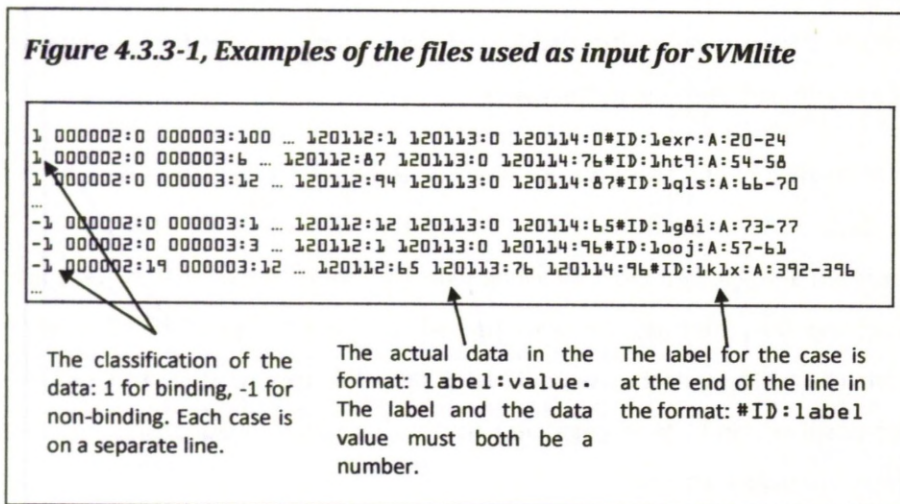 Figure 4.3.3-1, Examples of the files used as input for SVMlite
1 000002:0 000003:100 … 120112:1 120113:0 120114:0#ID:1exr:A:20-24
1 000002:0 000003:6 … 120112:87 120113:0 120114:76#ID:1ht9:A:54-58
1 000002:0 000003:12 … 120112:94 120113:0 120114:87#ID:1qls:A:66-70
…
-1 000002:0 000003:1 … 120112:12 120113:0 120114:65#ID:1g8i:A:73-77
-1 000002:0 000003:3 … 120112:1 120113:0 120114:96#ID:1ooj:A:57-61
-1 000002:19 000003:12 … 120112:65 120113:76 120114:96#ID:1k1x:A:392-396
…
The classification of the
data: 1 for binding, -1 for
non-binding. Each case is
on a separate line.
The actual data in the
format: label:value.
The label and the data
value must both be a
number.
The label for the case is
at the end of the line in
the format: #ID:label